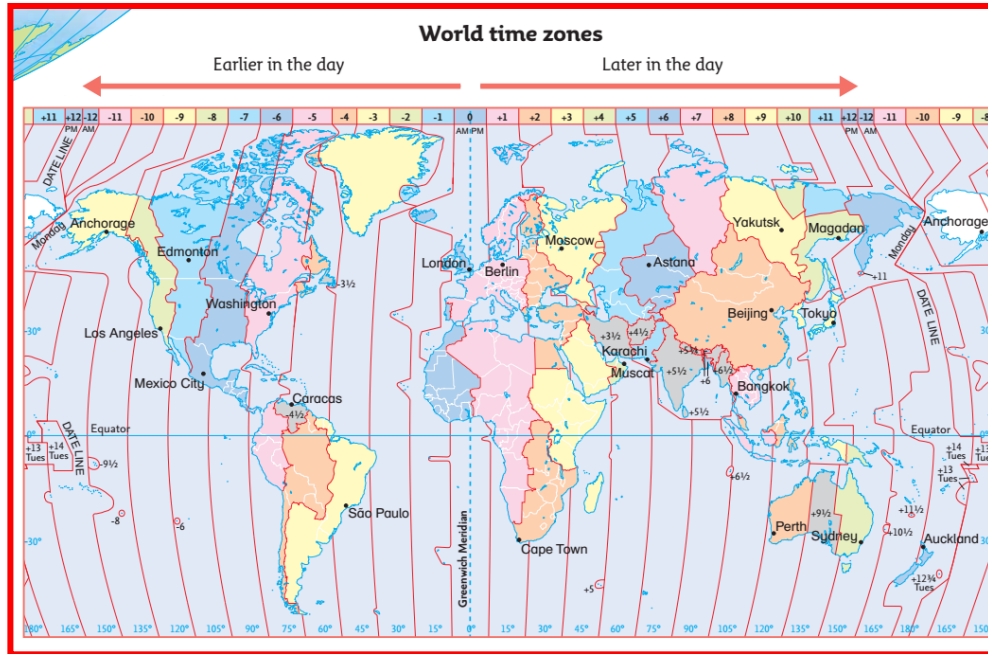 World time zones
Earlier in the day
Later in the day
+11 +12 -12 -11 -10 -9 -8 -7 -6 -5 -4 -3 -2 -1 0 +1 +2 +3 +4 +5 +6 +7 +8 +9 +10 +11 +12 -12 -11 -10 -9 -8
PM AM AM PM PM AM
DATE LINE
Monday
Anchorage
Edmonton
Washington
Los Angeles
Mexico City
Caracas
-4½
-3½
São Paulo
London
Berlin
Moscow
Astana
Yakutsk
Magadan
Monday
Anchorage
+11
DATE LINE
Beijing
Tokyo
+3½
+4½
Karachi
Muscat
+5½
+5¾
+6
+6½
+5½
Bangkok
Equator
Equator
DATE LINE
+13
Tues
+14
Tues
-9½
-8
-6
+14
Tues
+13
Tues
+13
Tues
+6½
Greenwich Meridian
Cape Town
+5
Perth
+9½
Sydney
+11½
+10½
Auckland
+12¾
30°
30°
30°
30°
180° 165° 150° 135° 120° 105° 90° 75° 60° 45° 30° 15° 0° 15° 30° 45° 60° 75° 90° 105° 120° 135° 150° 165° 180° 165° 150°